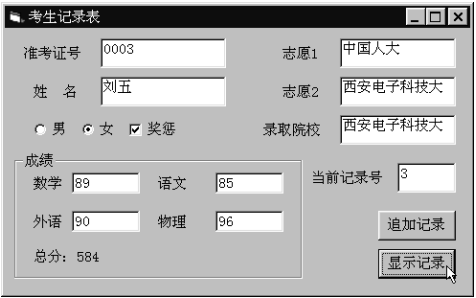 考生记录表
准考证号 0003 志愿1 中国人大
姓 名 刘五 志愿2 西安电子科技大
男 女 奖惩 录取院校 西安电子科技大
成绩
数学 89 语文 85 当前记录号 3
外语 90 物理 96 追加记录
总分: 584 显示记录